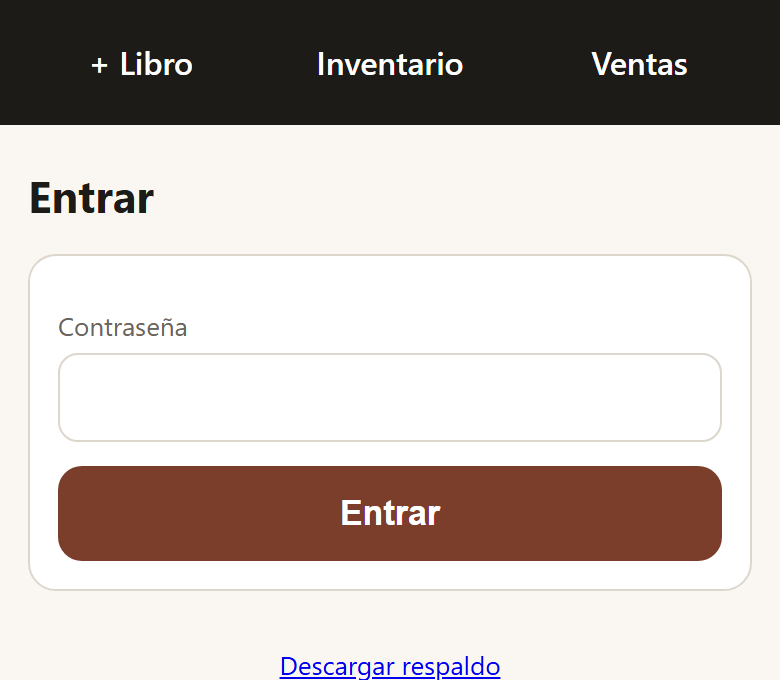 + Libro Inventario Ventas
Entrar
Contraseña
Entrar
Descargar respaldo